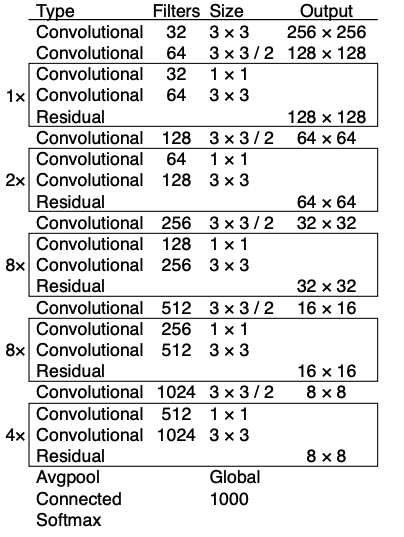 Type Filters Size Output
Convolutional 32 3 × 3 256 × 256
Convolutional 64 3 × 3 / 2 128 × 128
Convolutional 32 1 × 1
1× Convolutional 64 3 × 3
Residual 128 × 128
Convolutional 128 3 × 3 / 2 64 × 64
Convolutional 64 1 × 1
2× Convolutional 128 3 × 3
Residual 64 × 64
Convolutional 256 3 × 3 / 2 32 × 32
Convolutional 128 1 × 1
8× Convolutional 256 3 × 3
Residual 32 × 32
Convolutional 512 3 × 3 / 2 16 × 16
Convolutional 256 1 × 1
8× Convolutional 512 3 × 3
Residual 16 × 16
Convolutional 1024 3 × 3 / 2 8 × 8
Convolutional 512 1 × 1
4× Convolutional 1024 3 × 3
Residual 8 × 8
Avgpool Global
Connected 1000
Softmax